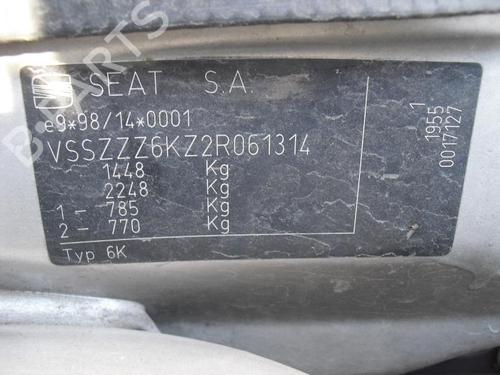 B-PARTS
SEAT S.A.
e9*98/14*0001
VSSZZZ6KZ2R061314
1448 Kg
2248 Kg
1 – 785 Kg
2 – 770 Kg
Typ 6K
1
1955
0017127